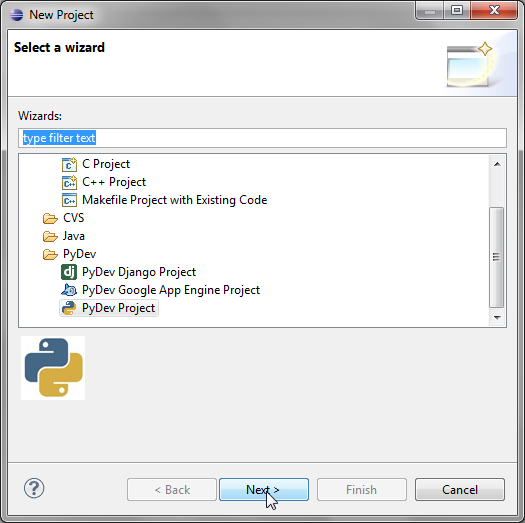 New Project
Select a wizard
Wizards:
type filter text
C Project
C++ Project
Makefile Project with Existing Code
CVS
Java
PyDev
PyDev Django Project
PyDev Google App Engine Project
PyDev Project
? < Back Next > Finish Cancel